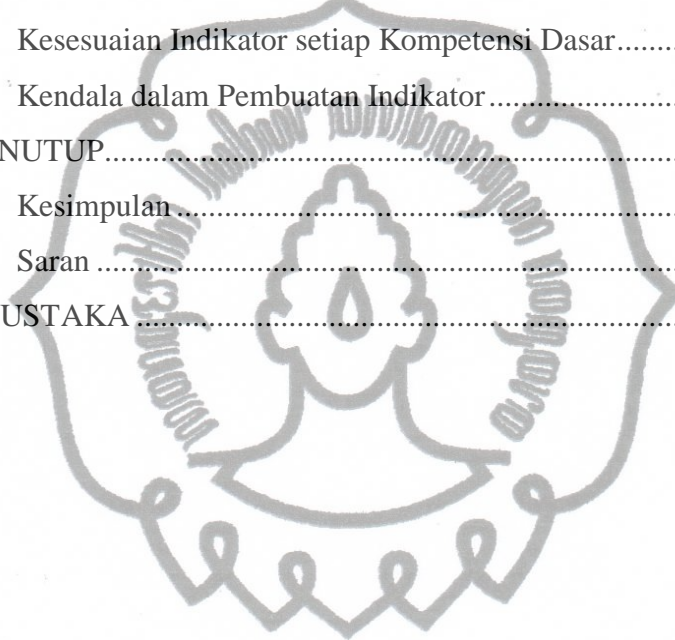 Kesesuaian Indikator setiap Kompetensi Dasar.......
Kendala dalam Pembuatan Indikator.......................
NUTUP....................................................................
Kesimpulan............................................................
Saran......................................................................
USTAKA.................................................................